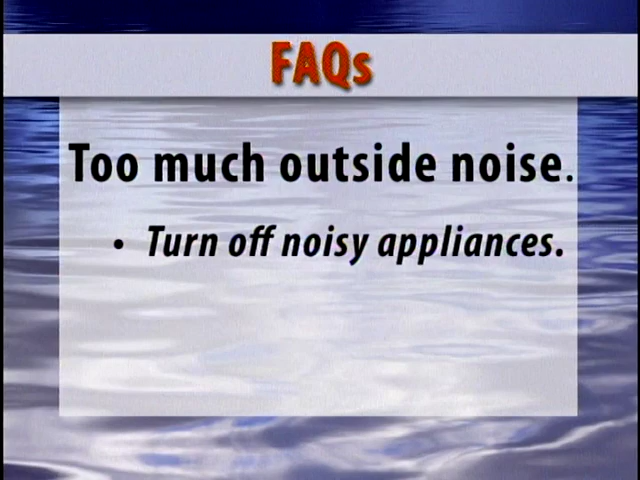 FAQs
Too much outside noise.
• Turn off noisy appliances.